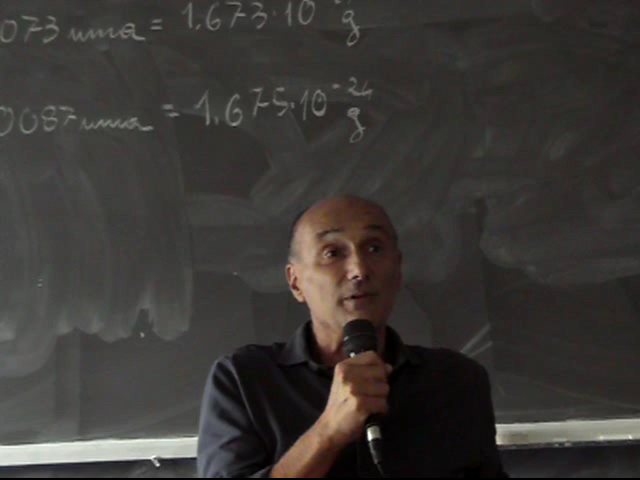 073 uma = 1,673·10 g
0087 uma = 1,675·10⁻²⁴ g